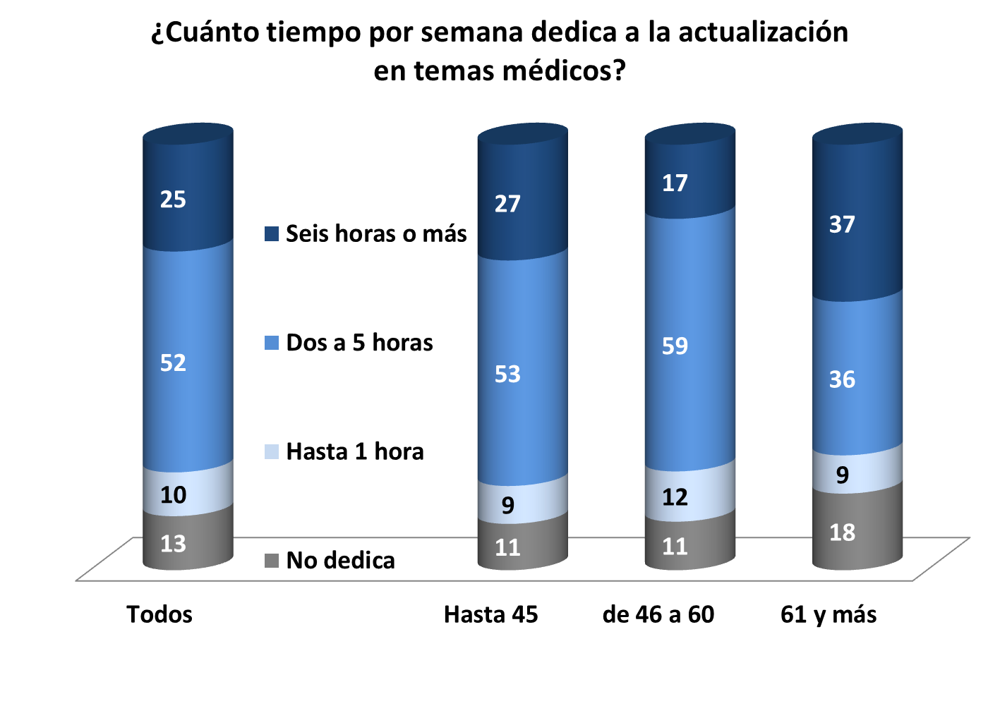 ¿Cuánto tiempo por semana dedica a la actualización
en temas médicos?
25
52
10
13
Seis horas o más
Dos a 5 horas
Hasta 1 hora
No dedica
27
53
9
11
17
59
12
11
37
36
9
18
Todos
Hasta 45
de 46 a 60
61 y más